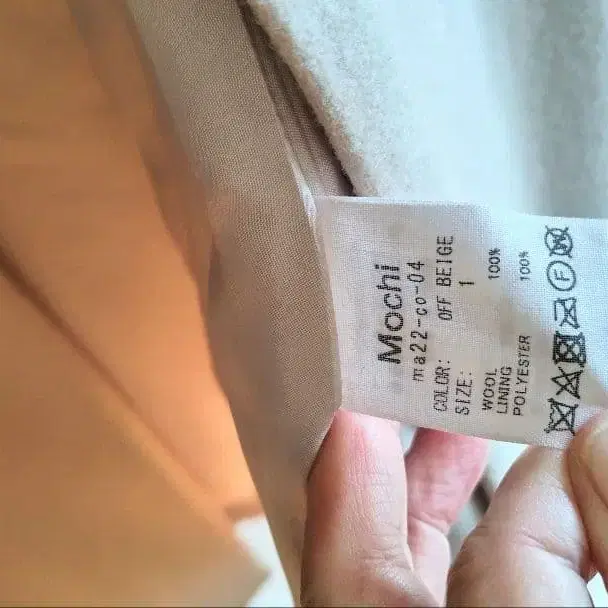 Mochi
ma22-co-04
COLOR: OFF BEIGE
SIZE: 1
WOOL 100%
LINING
POLYESTER 100%
F
W